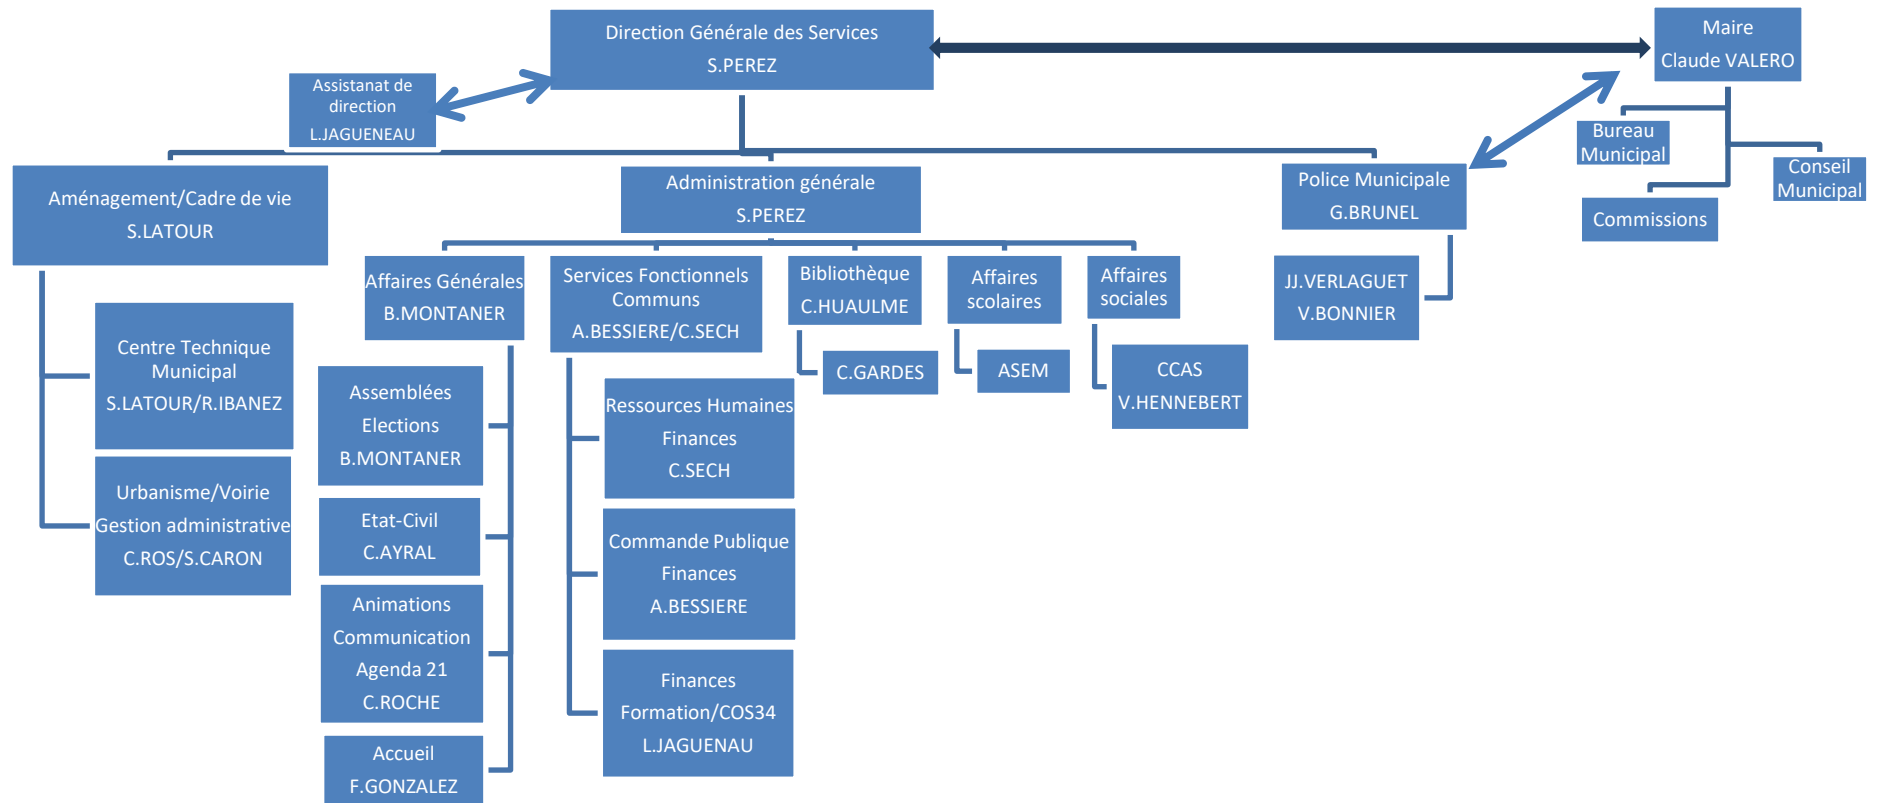 Direction Générale des Services
S.PEREZ
Maire
Claude VALERO
Assistanat de
direction
L.JAGUENEAU
Bureau
Municipal
Conseil
Municipal
Commissions
Aménagement/Cadre de vie
S.LATOUR
Administration générale
S.PEREZ
Police Municipale
G.BRUNEL
JJ.VERLAGUET
V.BONNIER
Centre Technique
Municipal
S.LATOUR/R.IBANEZ
Urbanisme/Voirie
Gestion administrative
C.ROS/S.CARON
Affaires Générales
B.MONTANER
Assemblées
Elections
B.MONTANER
Etat-Civil
C.AYRAL
Animations
Communication
Agenda 21
C.ROCHE
Accueil
F.GONZALEZ
Services Fonctionnels
Communs
A.BESSIERE/C.SECH
Ressources Humaines
Finances
C.SECH
Commande Publique
Finances
A.BESSIERE
Finances
Formation/COS34
L.JAGUENAU
Bibliothèque
C.HUAULME
C.GARDES
Affaires
scolaires
ASEM
Affaires
sociales
CCAS
V.HENNEBERT